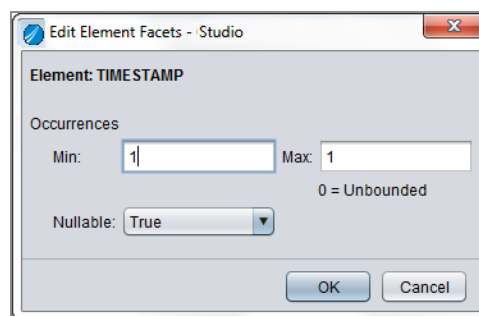 Edit Element Facets - Studio
Element: TIMESTAMP
Occurrences
Min: 1 Max: 1
0 = Unbounded
Nullable: True
OK Cancel